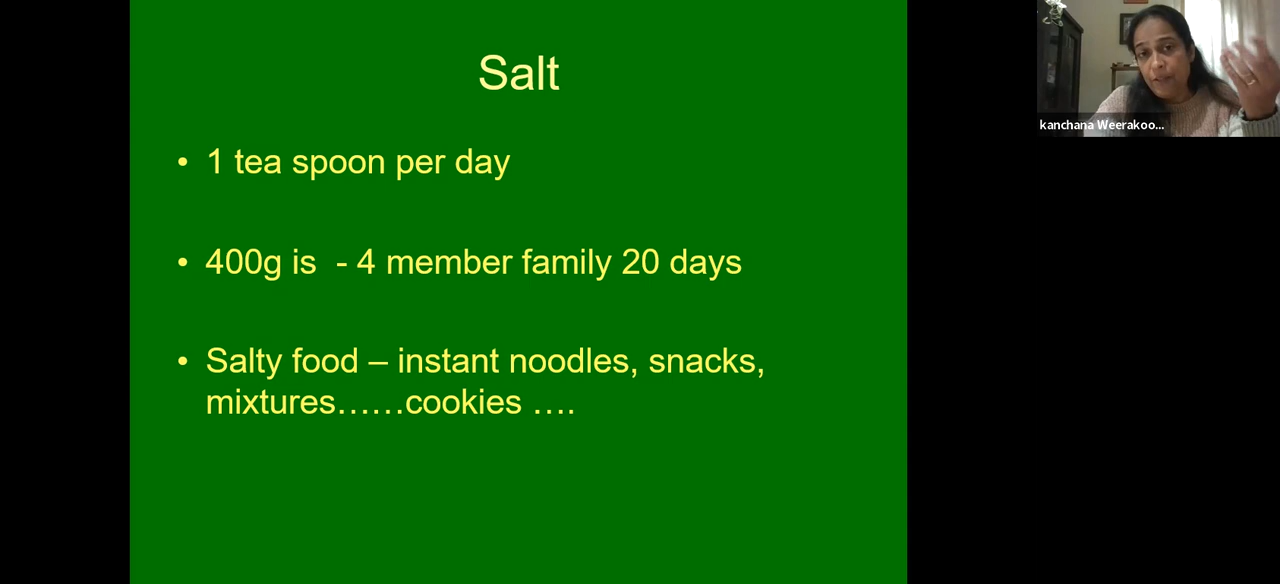 Salt
• 1 tea spoon per day
• 400g is  - 4 member family 20 days
• Salty food – instant noodles, snacks,
mixtures……cookies ….
kanchana Weerakoo...